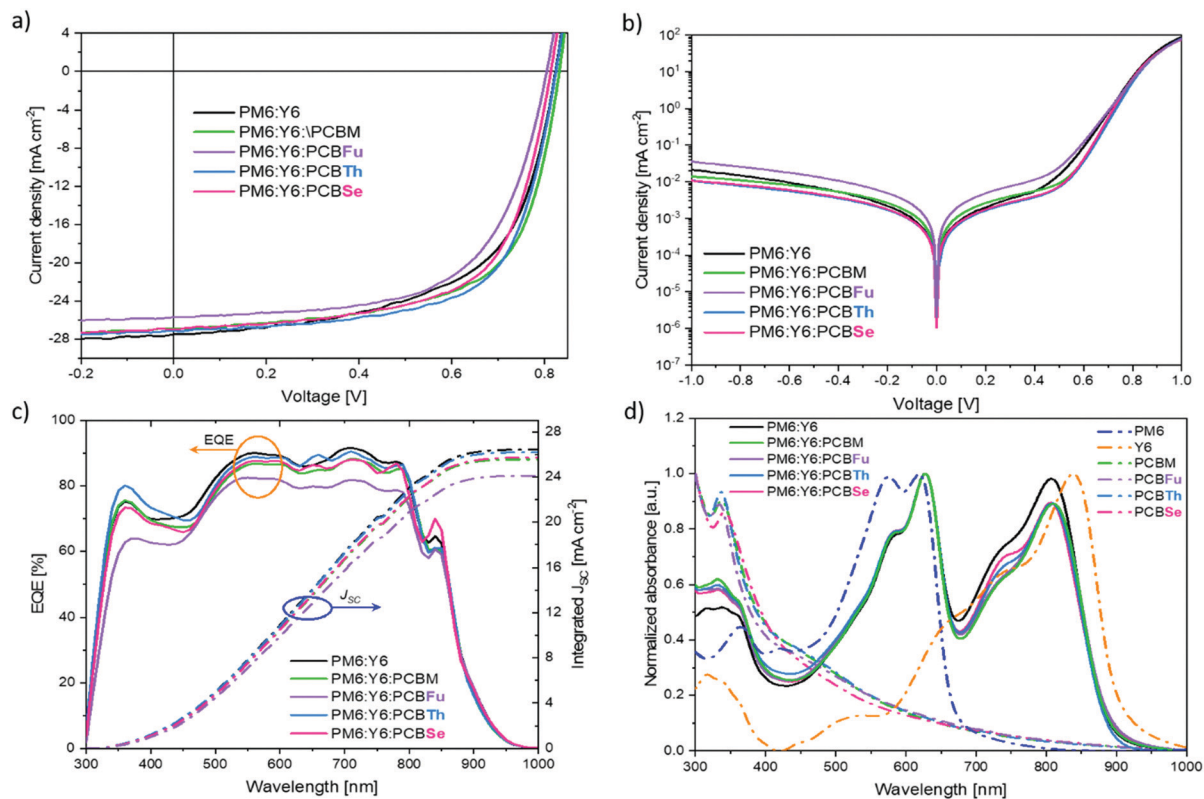 a)
4
0
-4
-8
-12
-16
-20
-24
-28
Current density [mA cm⁻²]
PM6:Y6
PM6:Y6:\PCBM
PM6:Y6:PCBFu
PM6:Y6:PCBTh
PM6:Y6:PCBSe
-0.2 0.0 0.2 0.4 0.6 0.8
Voltage [V]
b)
10²
10¹
10⁰
10⁻¹
10⁻²
10⁻³
10⁻⁴
10⁻⁵
10⁻⁶
10⁻⁷
Current density [mA cm⁻²]
PM6:Y6
PM6:Y6:PCBM
PM6:Y6:PCBFu
PM6:Y6:PCBTh
PM6:Y6:PCBSe
-1.0 -0.8 -0.6 -0.4 -0.2 0.0 0.2 0.4 0.6 0.8 1.0
Voltage [V]
c)
100
80
60
40
20
0
EQE [%]
EQE
J_SC
28
24
20
16
12
8
4
0
Integrated J_SC [mA cm⁻²]
PM6:Y6
PM6:Y6:PCBM
PM6:Y6:PCBFu
PM6:Y6:PCBTh
PM6:Y6:PCBSe
300 400 500 600 700 800 900 1000
Wavelength [nm]
d)
1.2
1.0
0.8
0.6
0.4
0.2
0.0
Normalized absorbance [a.u.]
PM6:Y6
PM6:Y6:PCBM
PM6:Y6:PCBFu
PM6:Y6:PCBTh
PM6:Y6:PCBSe
PM6
Y6
PCBM
PCBFu
PCBTh
PCBSe
300 400 500 600 700 800 900 1000
Wavelength [nm]